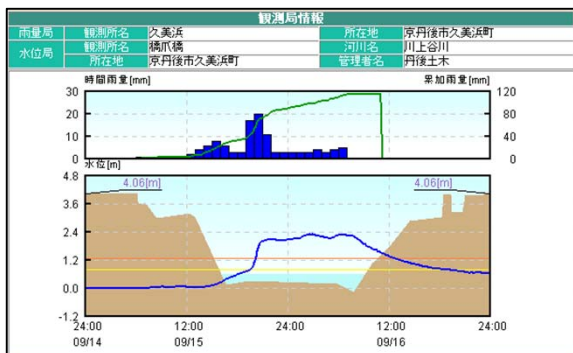 観測局情報
雨量局 観測所名 久美浜 所在地 京丹後市久美浜町
水位局 観測所名 橋爪橋 河川名 川上谷川
所在地 京丹後市久美浜町 管理者名 丹後土木
時間雨量[mm] 累加雨量[mm]
30 120
20 80
10 40
0 0
水位[m]
4.8
4.06[m] 4.06[m]
3.6
2.4
1.2
0.0
-1.2
24:00 12:00 24:00 12:00 24:00
09/14 09/15 09/16